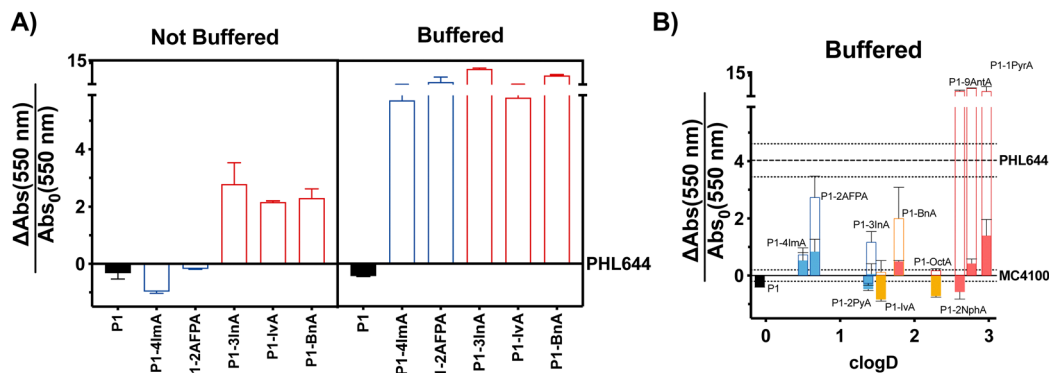 A)
Not Buffered
Buffered
ΔAbs(550 nm)
Abs0(550 nm)
15
4
2
0
PHL644
P1
P1-4ImA
P1-2AFPA
P1-3InA
P1-IvA
P1-BnA
P1
P1-4ImA
1-2AFPA
P1-3InA
P1-IvA
P1-BnA
B)
Buffered
ΔAbs(550 nm)
Abs0(550 nm)
15
4
2
0
P1-1PyrA
P1-9AntA
PHL644
P1-2AFPA
P1-4ImA
P1-3InA
P1-BnA
P1-OctA
MC4100
P1
P1-2PyA
P1-IvA
P1-2NphA
0
1
2
3
clogD